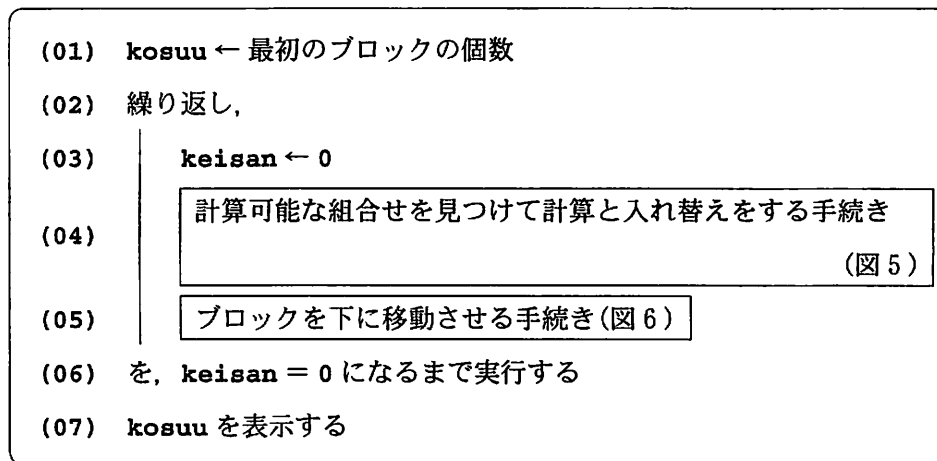 (01) kosuu ← 最初のブロックの個数
(02) 繰り返し,
(03) keisan ← 0
(04) 計算可能な組合せを見つけて計算と入れ替えをする手続き
(図5)
(05) ブロックを下に移動させる手続き(図6)
(06) を, keisan = 0 になるまで実行する
(07) kosuu を表示する